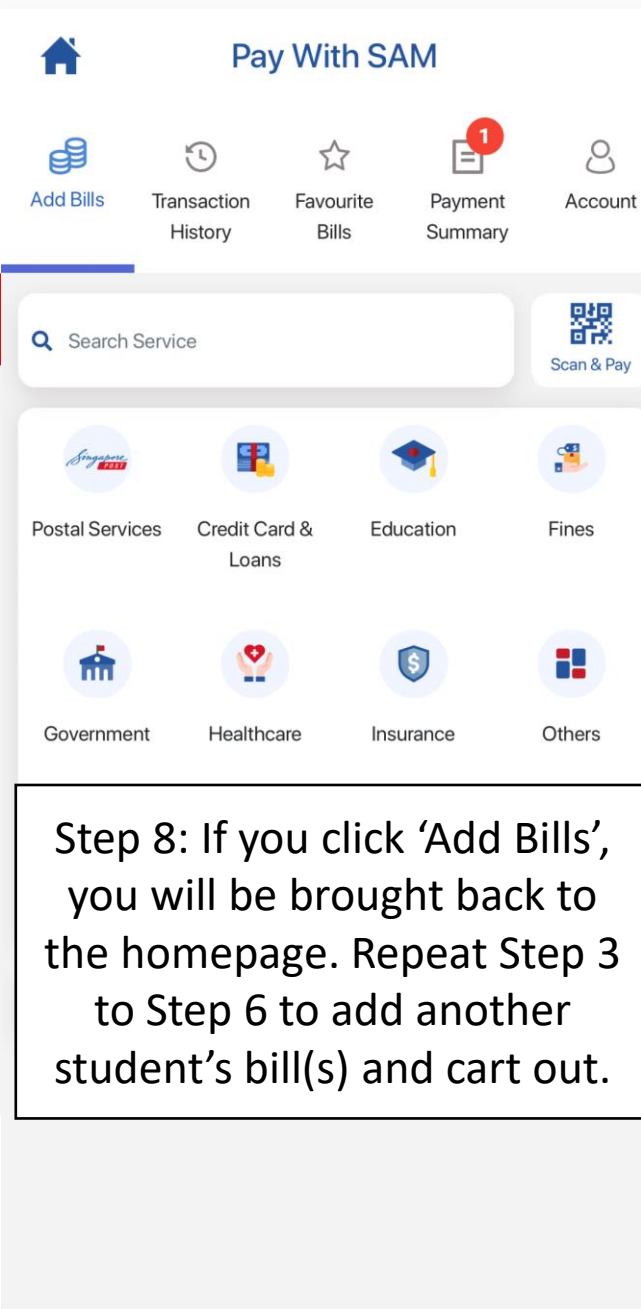 Pay With SAM
1
Add Bills
Transaction
History
Favourite
Bills
Payment
Summary
Account
Search Service
Scan & Pay
Singapore
POST
Postal Services
Credit Card &
Loans
Education
Fines
Government
Healthcare
Insurance
Others
Step 8: If you click ‘Add Bills’,
you will be brought back to
the homepage. Repeat Step 3
to Step 6 to add another
student’s bill(s) and cart out.